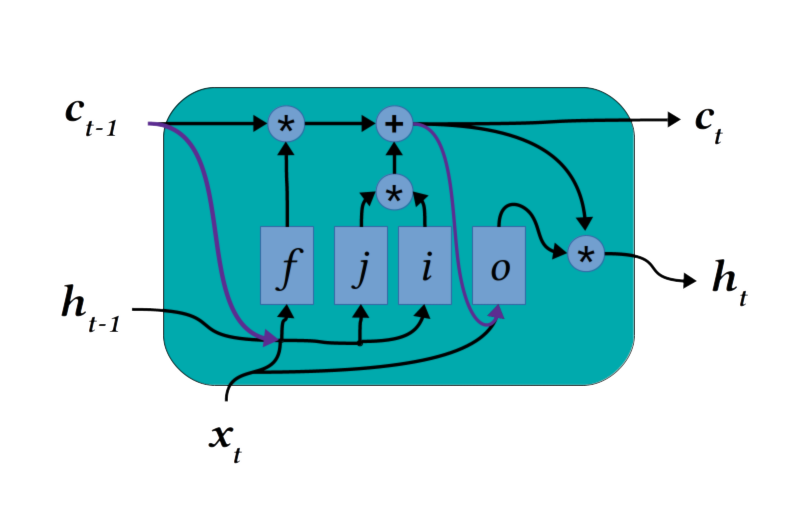 c t-1
* +
c t
*
f j i o
*
h t
h t-1
x t